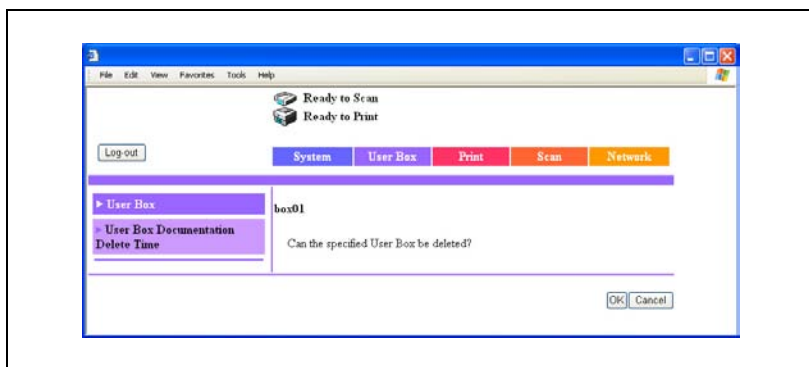 File Edit View Favorites Tools Help
Ready to Scan
Ready to Print
Log-out
System User Box Print Scan Network
User Box
User Box Documentation
Delete Time
box01
Can the specified User Box be deleted?
OK Cancel